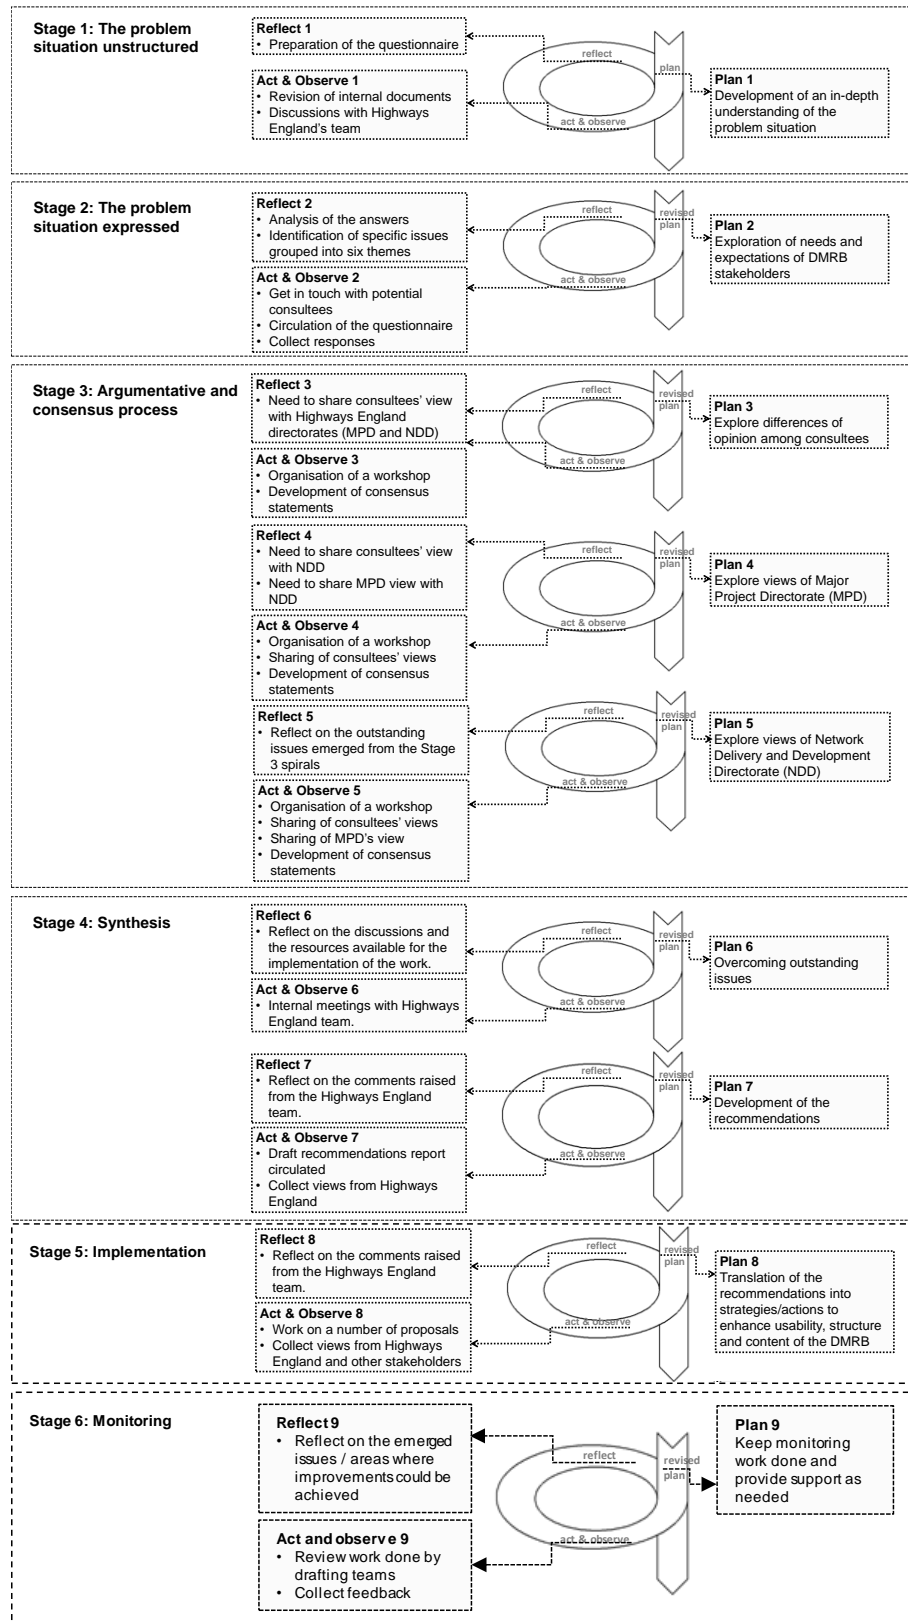 Stage 1: The problem
situation unstructured
Reflect 1
• Preparation of the questionnaire
Act & Observe 1
• Revision of internal documents
• Discussions with Highways
England's team
reflect
plan
act & observe
Plan 1
Development of an in-depth
understanding of the
problem situation
Stage 2: The problem
situation expressed
Reflect 2
• Analysis of the answers
• Identification of specific issues
grouped into six themes
Act & Observe 2
• Get in touch with potential
consultees
• Circulation of the questionnaire
• Collect responses
reflect
revised
plan
act & observe
Plan 2
Exploration of needs and
expectations of DMRB
stakeholders
Stage 3: Argumentative and
consensus process
Reflect 3
• Need to share consultees' view
with Highways England
directorates (MPD and NDD)
Act & Observe 3
• Organisation of a workshop
• Development of consensus
statements
reflect
revised
plan
act & observe
Plan 3
Explore differences of
opinion among consultees
Reflect 4
• Need to share consultees' view
with NDD
• Need to share MPD view with
NDD
Act & Observe 4
• Organisation of a workshop
• Sharing of consultees' views
• Development of consensus
statements
reflect
revised
plan
act & observe
Plan 4
Explore views of Major
Project Directorate (MPD)
Reflect 5
• Reflect on the outstanding
issues emerged from the Stage
3 spirals
Act & Observe 5
• Organisation of a workshop
• Sharing of consultees' views
• Sharing of MPD's view
• Development of consensus
statements
reflect
revised
plan
act & observe
Plan 5
Explore views of Network
Delivery and Development
Directorate (NDD)
Stage 4: Synthesis
Reflect 6
• Reflect on the discussions and
the resources available for the
implementation of the work.
Act & Observe 6
• Internal meetings with Highways
England team.
reflect
revised
plan
act & observe
Plan 6
Overcoming outstanding
issues
Reflect 7
• Reflect on the comments raised
from the Highways England
team.
Act & Observe 7
• Draft recommendations report
circulated
• Collect views from Highways
England
reflect
revised
plan
act & observe
Plan 7
Development of the
recommendations
Stage 5: Implementation
Reflect 8
• Reflect on the comments raised
from the Highways England
team.
Act & Observe 8
• Work on a number of proposals
• Collect views from Highways
England and other stakeholders
reflect
revised
plan
act & observe
Plan 8
Translation of the
recommendations into
strategies/actions to
enhance usability, structure
and content of the DMRB
Stage 6: Monitoring
Reflect 9
• Reflect on the emerged
issues / areas where
improvements could be
achieved
Act and observe 9
• Review work done by
drafting teams
• Collect feedback
reflect
revised
plan
act & observe
Plan 9
Keep monitoring
work done and
provide support as
needed